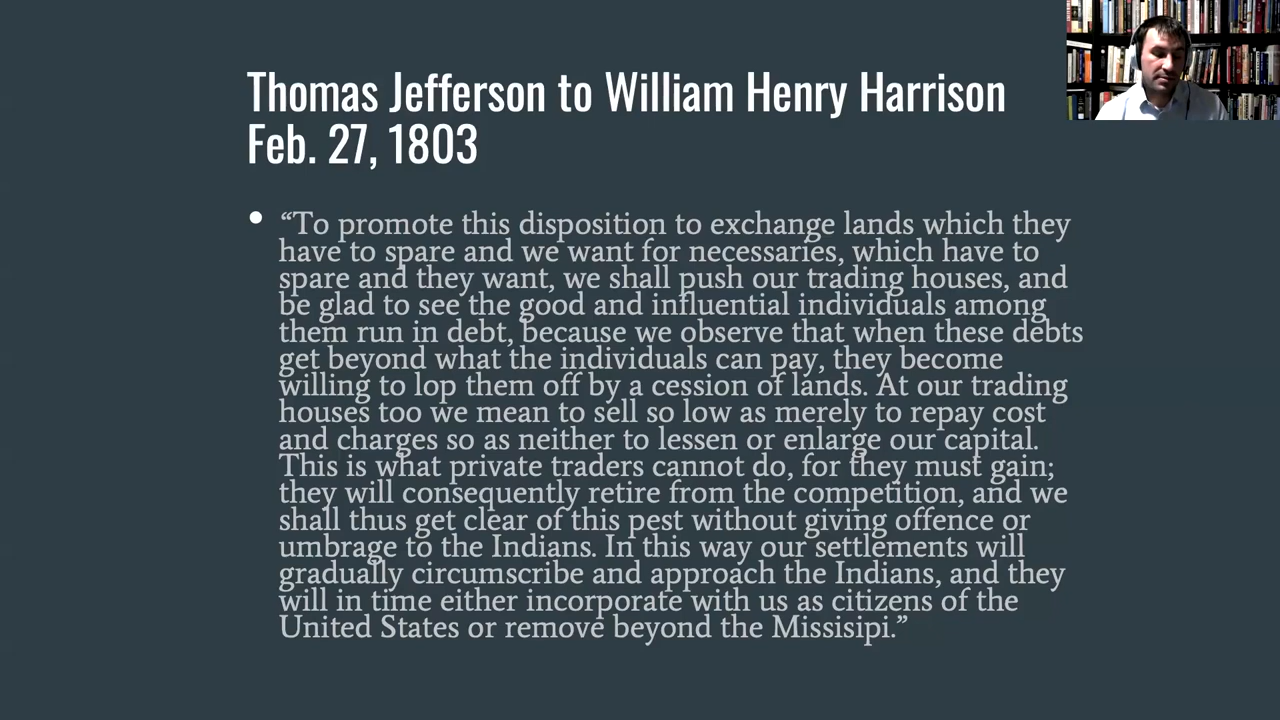 Thomas Jefferson to William Henry Harrison
Feb. 27, 1803
• “To promote this disposition to exchange lands which they
have to spare and we want for necessaries, which have to
spare and they want, we shall push our trading houses, and
be glad to see the good and influential individuals among
them run in debt, because we observe that when these debts
get beyond what the individuals can pay, they become
willing to lop them off by a cession of lands. At our trading
houses too we mean to sell so low as merely to repay cost
and charges so as neither to lessen or enlarge our capital.
This is what private traders cannot do, for they must gain;
they will consequently retire from the competition, and we
shall thus get clear of this pest without giving offence or
umbrage to the Indians. In this way our settlements will
gradually circumscribe and approach the Indians, and they
will in time either incorporate with us as citizens of the
United States or remove beyond the Missisipi.”